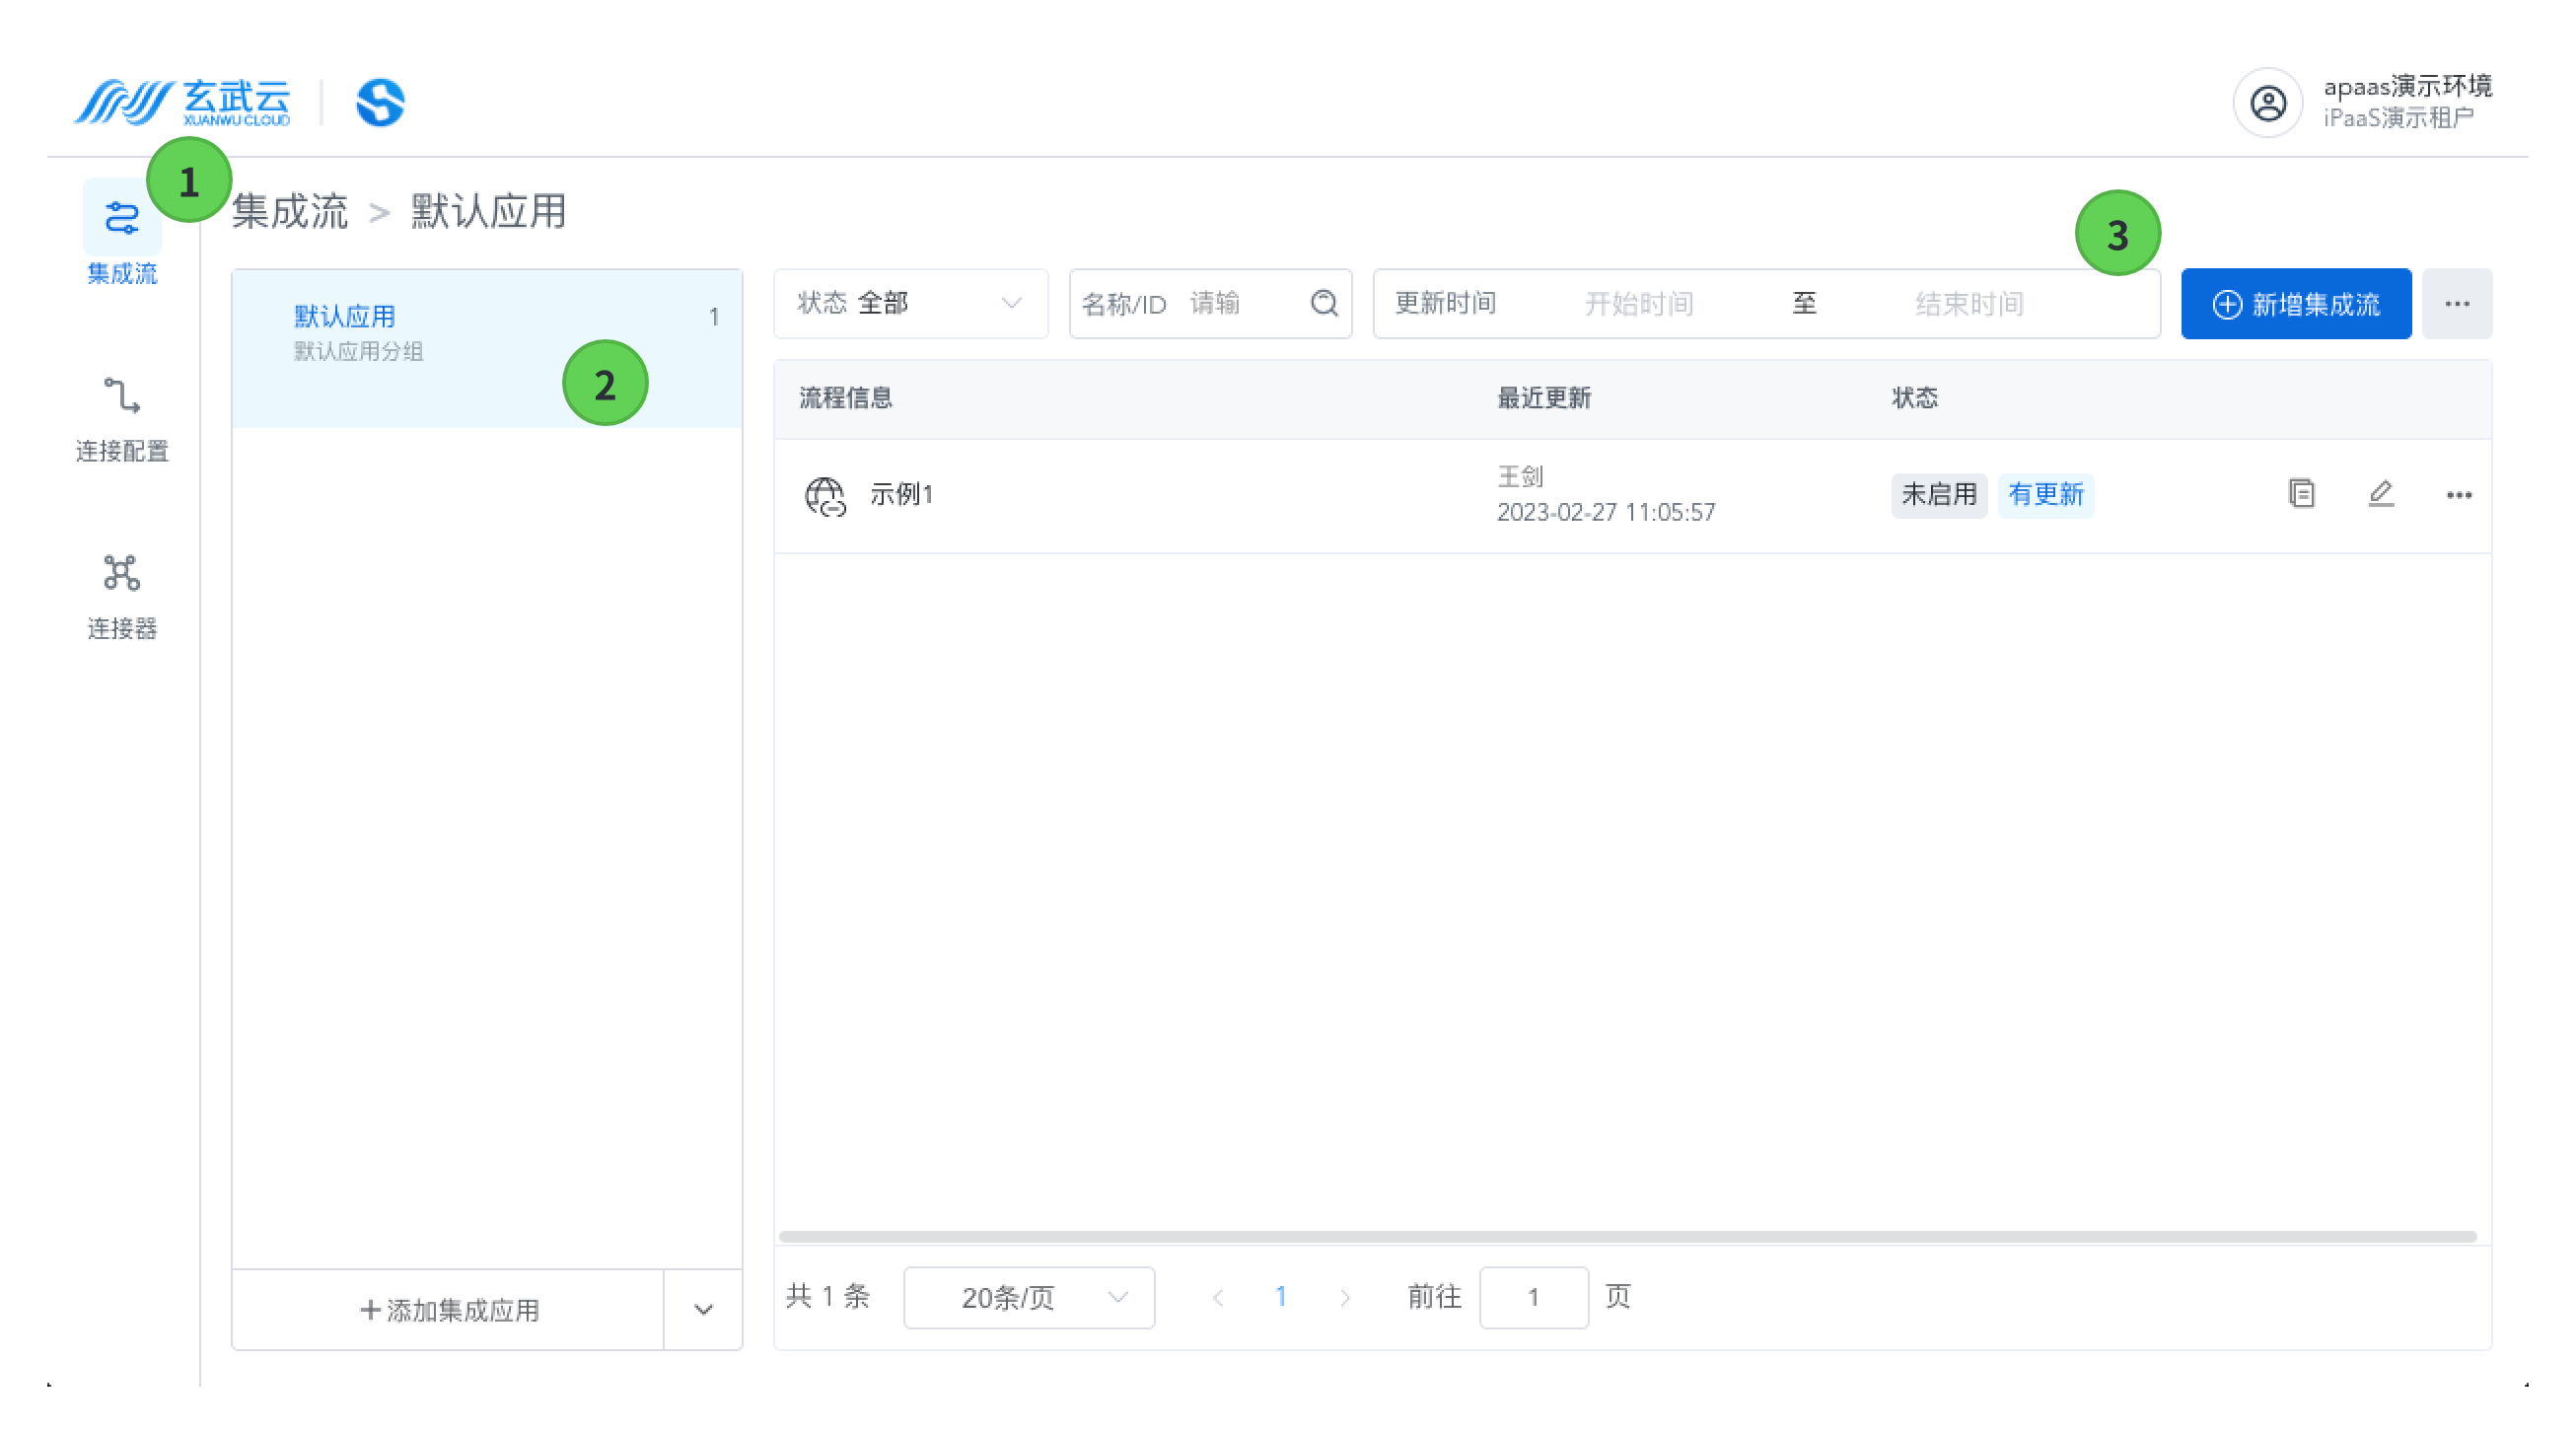 玄武云
XUANWU CLOUD
apaas演示环境
iPaaS演示租户
1
集成流 > 默认应用
集成流
连接配置
连接器
默认应用 1
默认应用分组
2
3
状态 全部
名称/ID 请输
更新时间 开始时间 至 结束时间
新增集成流
流程信息 最近更新 状态
示例1
王剑
2023-02-27 11:05:57
未启用 有更新
+添加集成应用
共 1 条 20条/页 < 1 > 前往 1 页